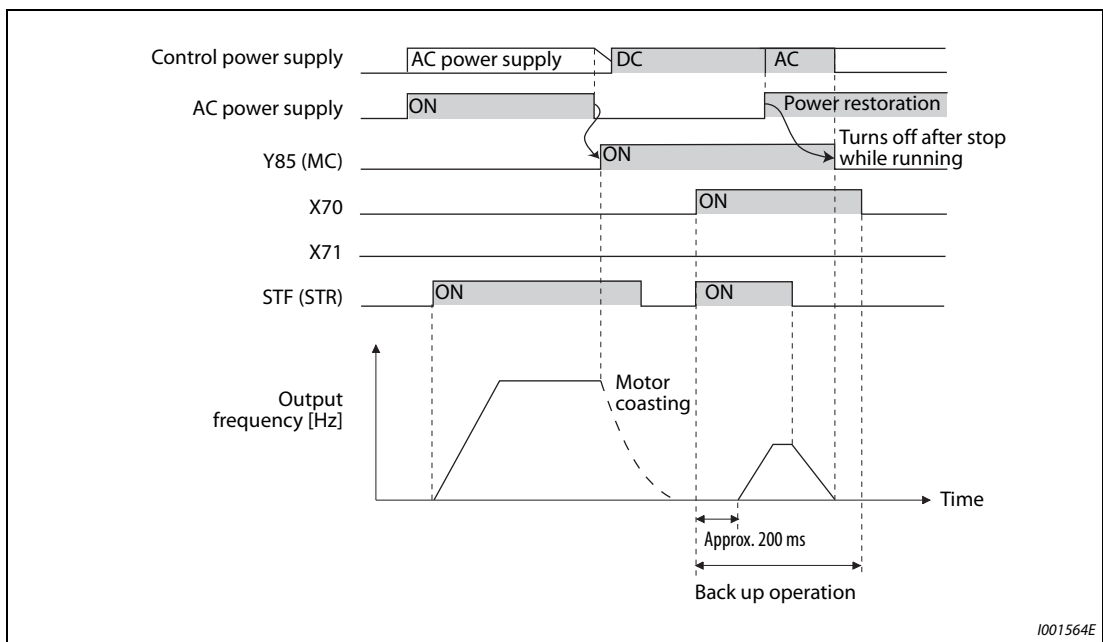 Control power supply
AC power supply
DC
AC
AC power supply
ON
Power restoration
Turns off after stop
while running
Y85 (MC)
ON
X70
ON
X71
STF (STR)
ON
ON
Output
frequency [Hz]
Motor
coasting
Time
Approx. 200 ms
Back up operation
I001564E